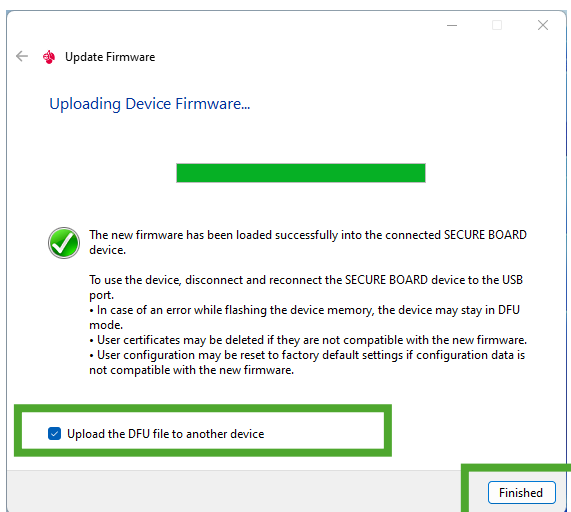 Update Firmware
Uploading Device Firmware...
The new firmware has been loaded successfully into the connected SECURE BOARD
device.
To use the device, disconnect and reconnect the SECURE BOARD device to the USB
port.
• In case of an error while flashing the device memory, the device may stay in DFU
mode.
• User certificates may be deleted if they are not compatible with the new firmware.
• User configuration may be reset to factory default settings if configuration data is
not compatible with the new firmware.
Upload the DFU file to another device
Finished